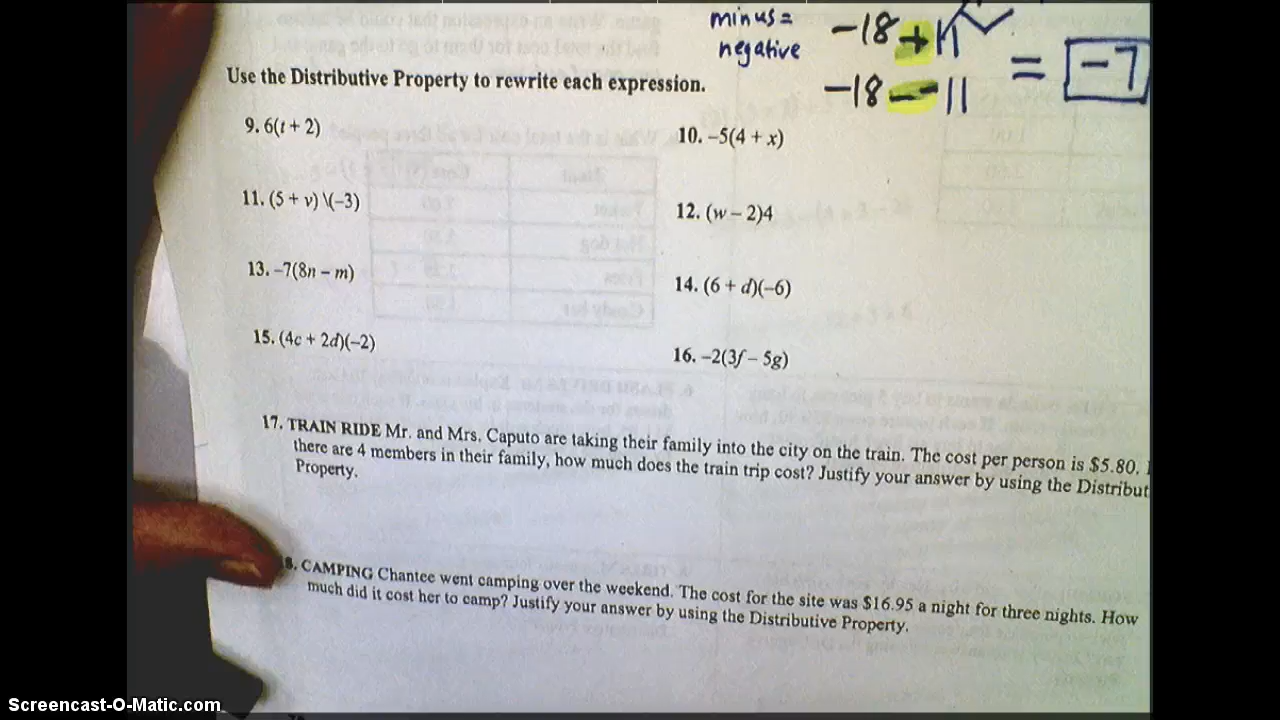 minus =
negative
-18 + 11
-18 - - 11
= -7
Use the Distributive Property to rewrite each expression.
9. 6(t + 2)
10. –5(4 + x)
11. (5 + v) \(–3)
12. (w – 2)4
13. –7(8n – m)
14. (6 + d)(–6)
15. (4c + 2d)(–2)
16. –2(3f – 5g)
17. TRAIN RIDE Mr. and Mrs. Caputo are taking their family into the city on the train. The cost per person is $5.80.
there are 4 members in their family, how much does the train trip cost? Justify your answer by using the Distribut
Property.
8. CAMPING Chantee went camping over the weekend. The cost for the site was $16.95 a night for three nights. How
much did it cost her to camp? Justify your answer by using the Distributive Property.
Screencast-O-Matic.com